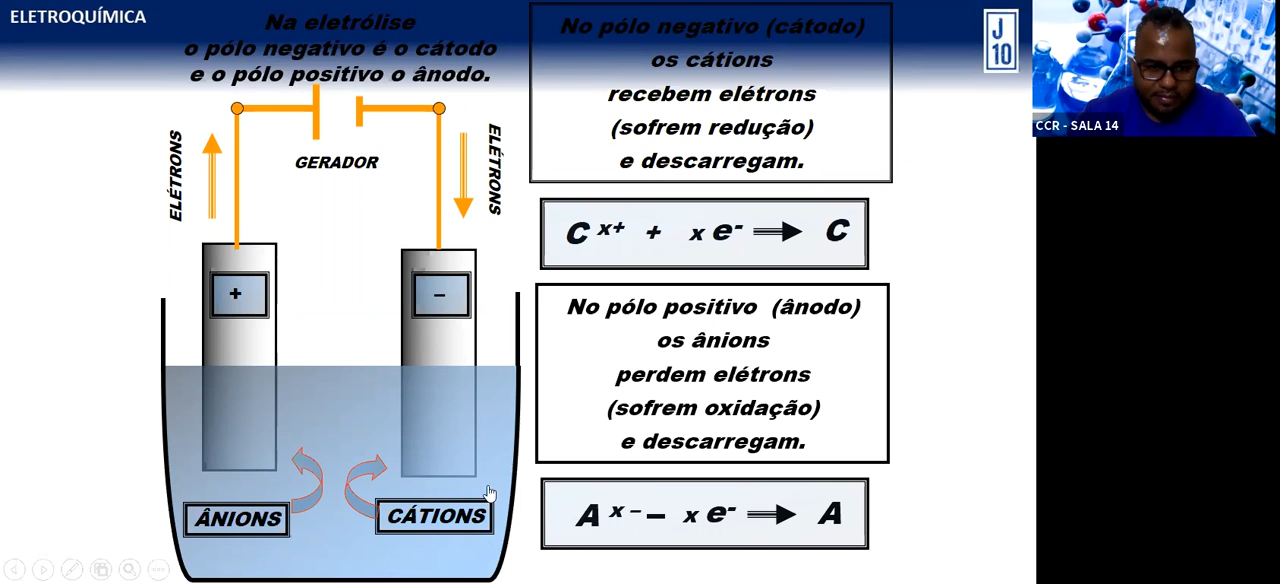 ELETROQUÍMICA
Na eletrólise
o pólo negativo é o cátodo
e o pólo positivo o ânodo.
ELÉTRONS
GERADOR
ELÉTRONS
+
–
ÂNIONS
CÁTIONS
No pólo negativo (cátodo)
os cátions
recebem elétrons
(sofrem redução)
e descarregam.
C x+ + x e- C
No pólo positivo (ânodo)
os ânions
perdem elétrons
(sofrem oxidação)
e descarregam.
A x – – x e- A
J
10
CCR - SALA 14